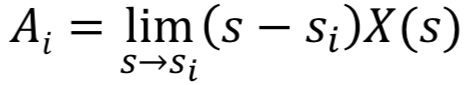 A_i = lim_{s→s_i} (s − s_i)X(s)